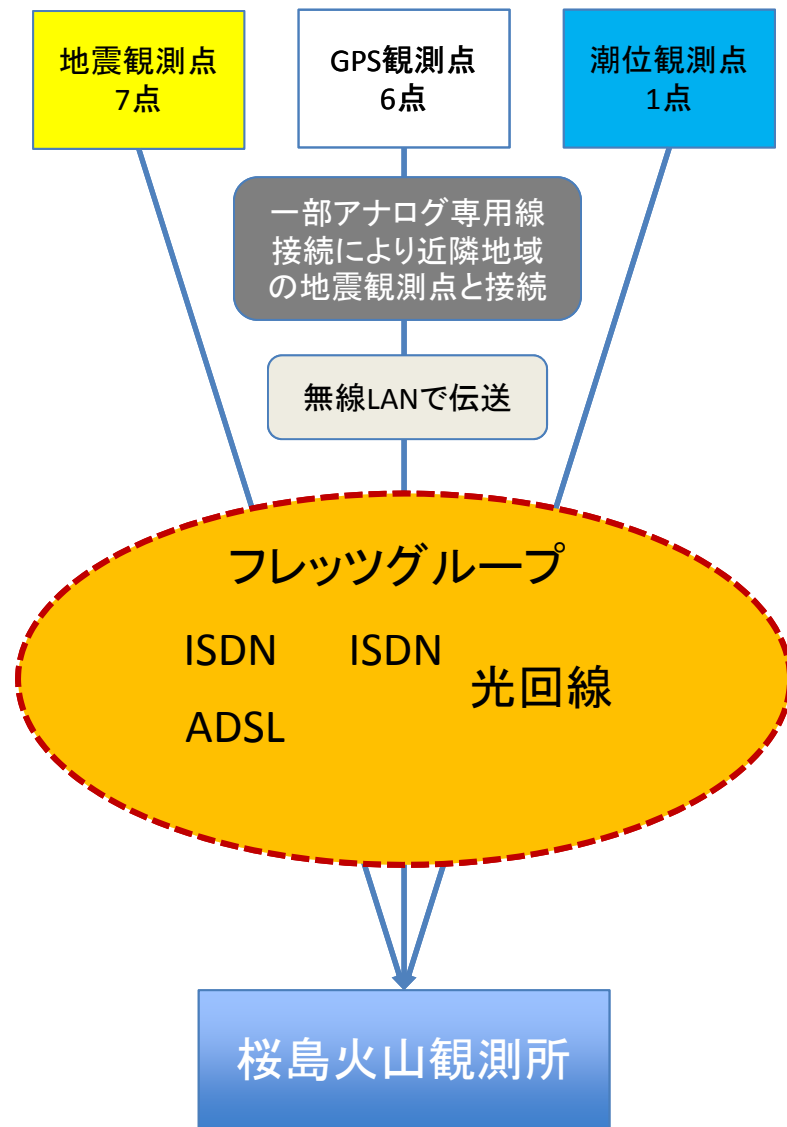 地震観測点
7点
GPS観測点
6点
潮位観測点
1点
一部アナログ専用線
接続により近隣地域
の地震観測点と接続
無線LANで伝送
フレッツグループ
ISDN ISDN
光回線
ADSL
桜島火山観測所